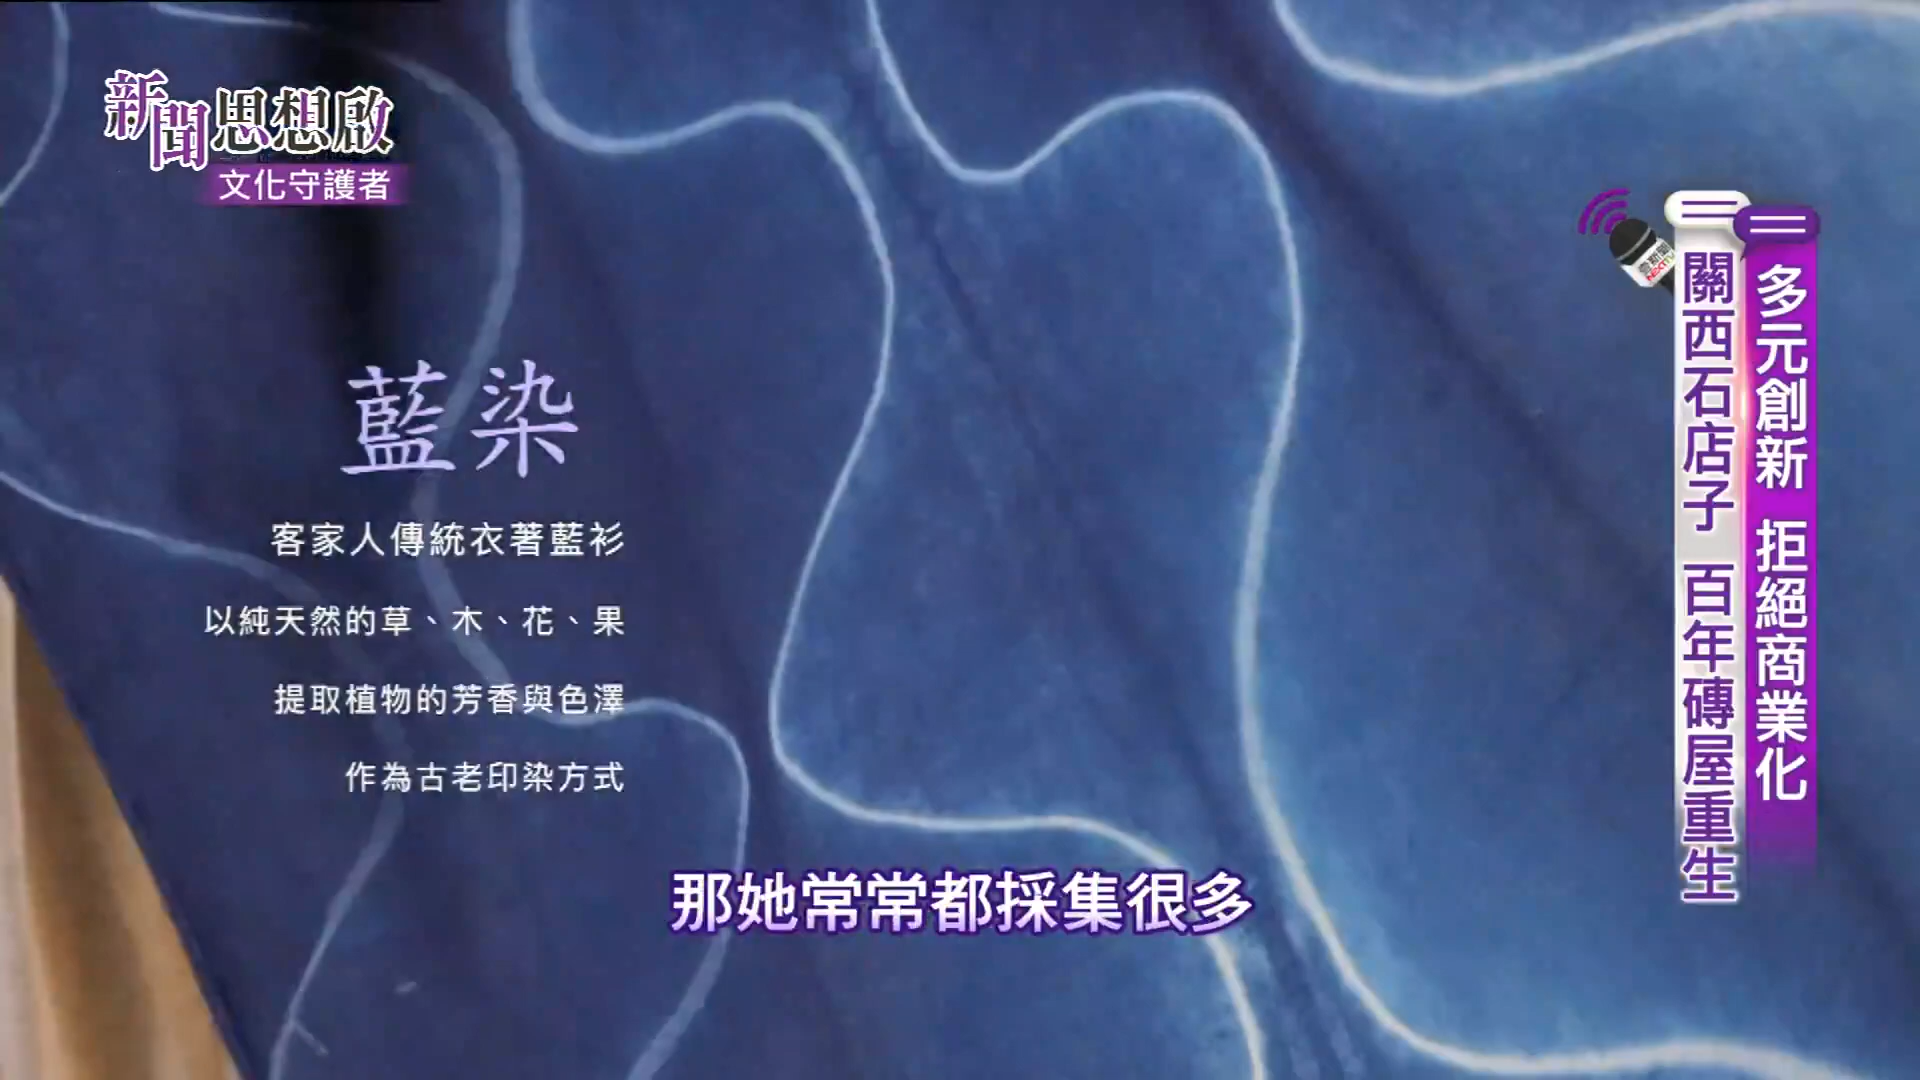 新聞思想啟
文化守護者
多元創新 拒絕商業化
關西石店子 百年磚屋重生
壹新聞
NEXTTV
藍染
客家人傳統衣著藍衫
以純天然的草、木、花、果
提取植物的芳香與色澤
作為古老印染方式
那她常常都採集很多